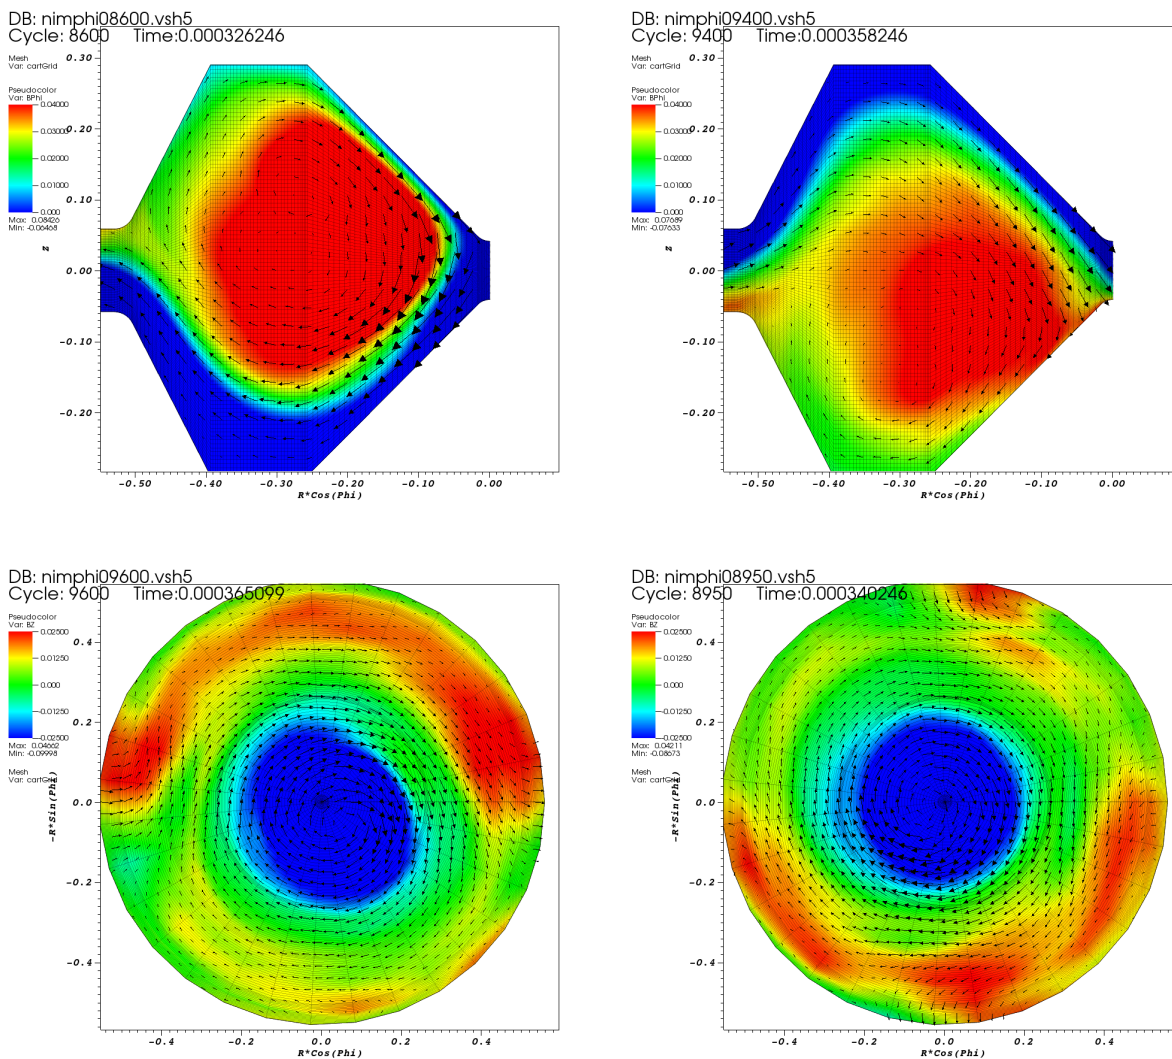 DB: nimphi08600.vsh5
Cycle: 8600 Time:0.000326246
Mesh
Var: cartGrid
Pseudocolor
Var: BPhi
0.04000
0.03000
0.02000
0.01000
0.000
Max: 0.08426
Min: -0.06468
0.30
0.20
0.10
0.00
-0.10
-0.20
z
-0.50 -0.40 -0.30 -0.20 -0.10 0.00
R*Cos(Phi)
DB: nimphi09400.vsh5
Cycle: 9400 Time:0.000358246
Mesh
Var: cartGrid
Pseudocolor
Var: BPhi
0.04000
0.03000
0.02000
0.01000
0.000
Max: 0.07689
Min: -0.07633
0.30
0.20
0.10
0.00
-0.10
-0.20
z
-0.50 -0.40 -0.30 -0.20 -0.10 0.00
R*Cos(Phi)
DB: nimphi09600.vsh5
Cycle: 9600 Time:0.000365099
Pseudocolor
Var: BZ
0.02500
0.01250
0.000
-0.01250
-0.02500
Max: 0.04662
Min: -0.09998
Mesh
Var: cartGrid
0.4
0.2
0.0
-0.2
-0.4
-R*Sin(Phi)
-0.4 -0.2 0.0 0.2 0.4
R*Cos(Phi)
DB: nimphi08950.vsh5
Cycle: 8950 Time:0.000340246
Pseudocolor
Var: BZ
0.02500
0.01250
0.000
-0.01250
-0.02500
Max: 0.04211
Min: -0.08673
Mesh
Var: cartGrid
0.4
0.2
0.0
-0.2
-0.4
-R*Sin(Phi)
-0.4 -0.2 0.0 0.2 0.4
R*Cos(Phi)